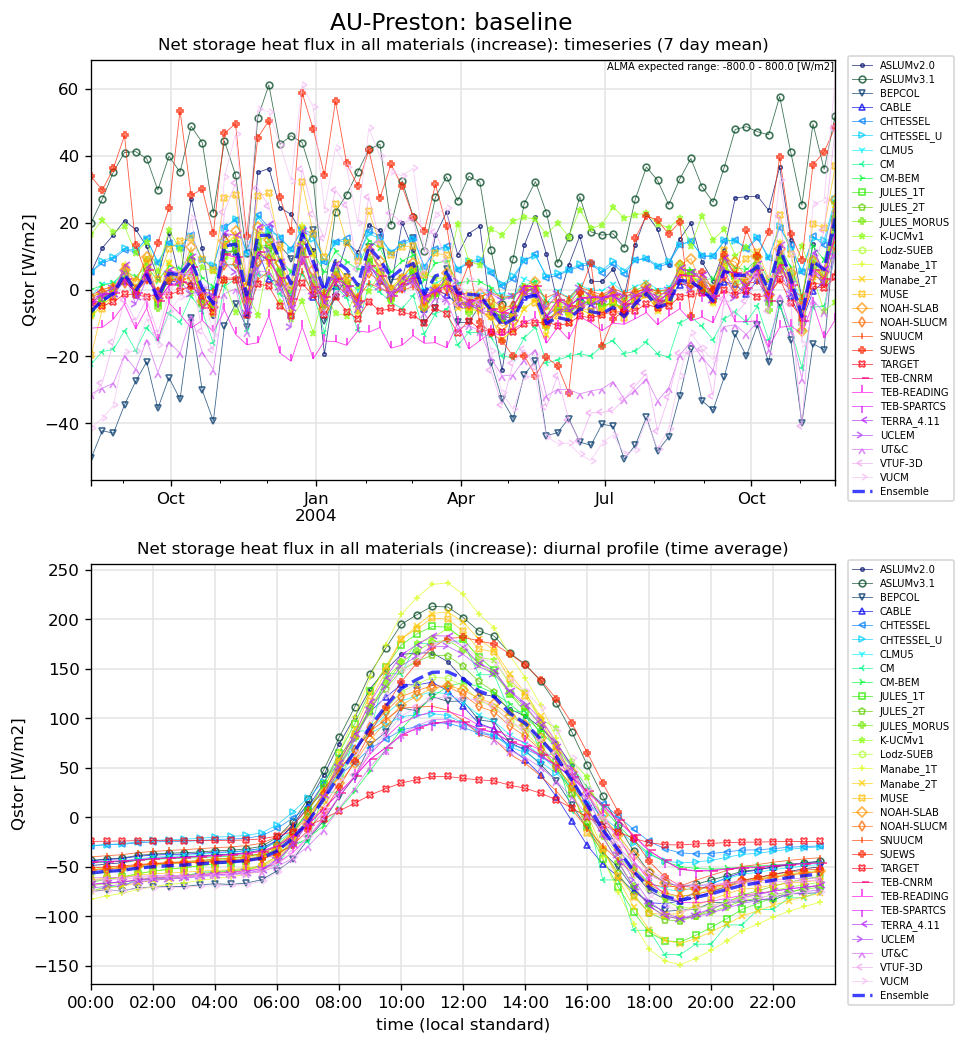 AU-Preston: baseline
Net storage heat flux in all materials (increase): timeseries (7 day mean)
ALMA expected range: -800.0 - 800.0 [W/m2]
Qstor [W/m2]
60
40
20
0
−20
−40
Oct
Jan
2004
Apr
Jul
Oct
ASLUMv2.0
ASLUMv3.1
BEPCOL
CABLE
CHTESSEL
CHTESSEL_U
CLMU5
CM
CM-BEM
JULES_1T
JULES_2T
JULES_MORUS
K-UCMv1
Lodz-SUEB
Manabe_1T
Manabe_2T
MUSE
NOAH-SLAB
NOAH-SLUCM
SNUUCM
SUEWS
TARGET
TEB-CNRM
TEB-READING
TEB-SPARTCS
TERRA_4.11
UCLEM
UT&C
VTUF-3D
VUCM
Ensemble
Net storage heat flux in all materials (increase): diurnal profile (time average)
Qstor [W/m2]
250
200
150
100
50
0
−50
−100
−150
00:00
02:00
04:00
06:00
08:00
10:00
12:00
14:00
16:00
18:00
20:00
22:00
time (local standard)
ASLUMv2.0
ASLUMv3.1
BEPCOL
CABLE
CHTESSEL
CHTESSEL_U
CLMU5
CM
CM-BEM
JULES_1T
JULES_2T
JULES_MORUS
K-UCMv1
Lodz-SUEB
Manabe_1T
Manabe_2T
MUSE
NOAH-SLAB
NOAH-SLUCM
SNUUCM
SUEWS
TARGET
TEB-CNRM
TEB-READING
TEB-SPARTCS
TERRA_4.11
UCLEM
UT&C
VTUF-3D
VUCM
Ensemble